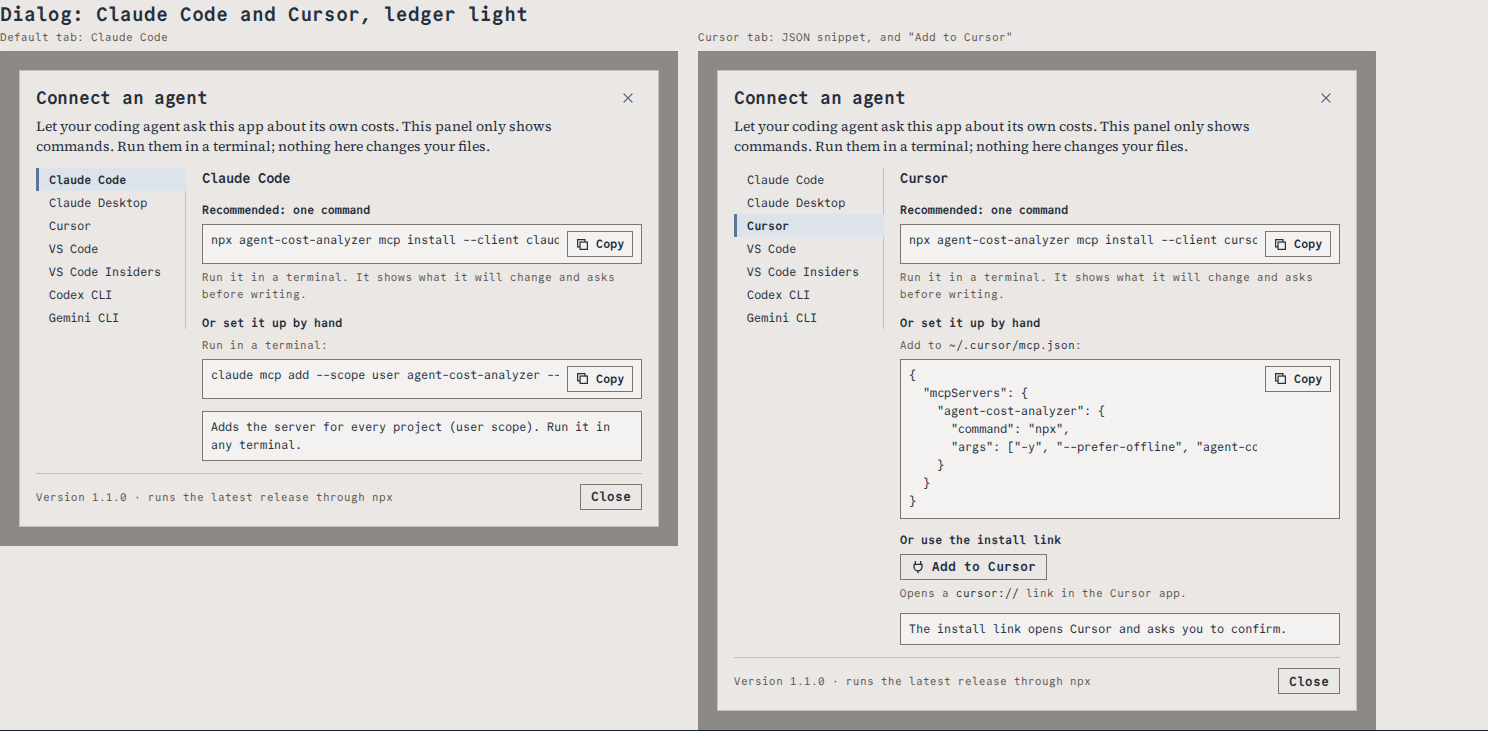 Dialog: Claude Code and Cursor, ledger light
Default tab: Claude Code
Connect an agent
Let your coding agent ask this app about its own costs. This panel only shows
commands. Run them in a terminal; nothing here changes your files.
Claude Code
Claude Desktop
Cursor
VS Code
VS Code Insiders
Codex CLI
Gemini CLI
Claude Code
Recommended: one command
npx agent-cost-analyzer mcp install --client claud
Copy
Run it in a terminal. It shows what it will change and asks
before writing.
Or set it up by hand
Run in a terminal:
claude mcp add --scope user agent-cost-analyzer --
Copy
Adds the server for every project (user scope). Run it in
any terminal.
Version 1.1.0 · runs the latest release through npx
Close
Cursor tab: JSON snippet, and "Add to Cursor"
Connect an agent
Let your coding agent ask this app about its own costs. This panel only shows
commands. Run them in a terminal; nothing here changes your files.
Claude Code
Claude Desktop
Cursor
VS Code
VS Code Insiders
Codex CLI
Gemini CLI
Cursor
Recommended: one command
npx agent-cost-analyzer mcp install --client curso
Copy
Run it in a terminal. It shows what it will change and asks
before writing.
Or set it up by hand
Add to ~/.cursor/mcp.json:
{
  "mcpServers": {
    "agent-cost-analyzer": {
      "command": "npx",
      "args": ["-y", "--prefer-offline", "agent-co
    }
  }
}
Copy
Or use the install link
Add to Cursor
Opens a cursor:// link in the Cursor app.
The install link opens Cursor and asks you to confirm.
Version 1.1.0 · runs the latest release through npx
Close